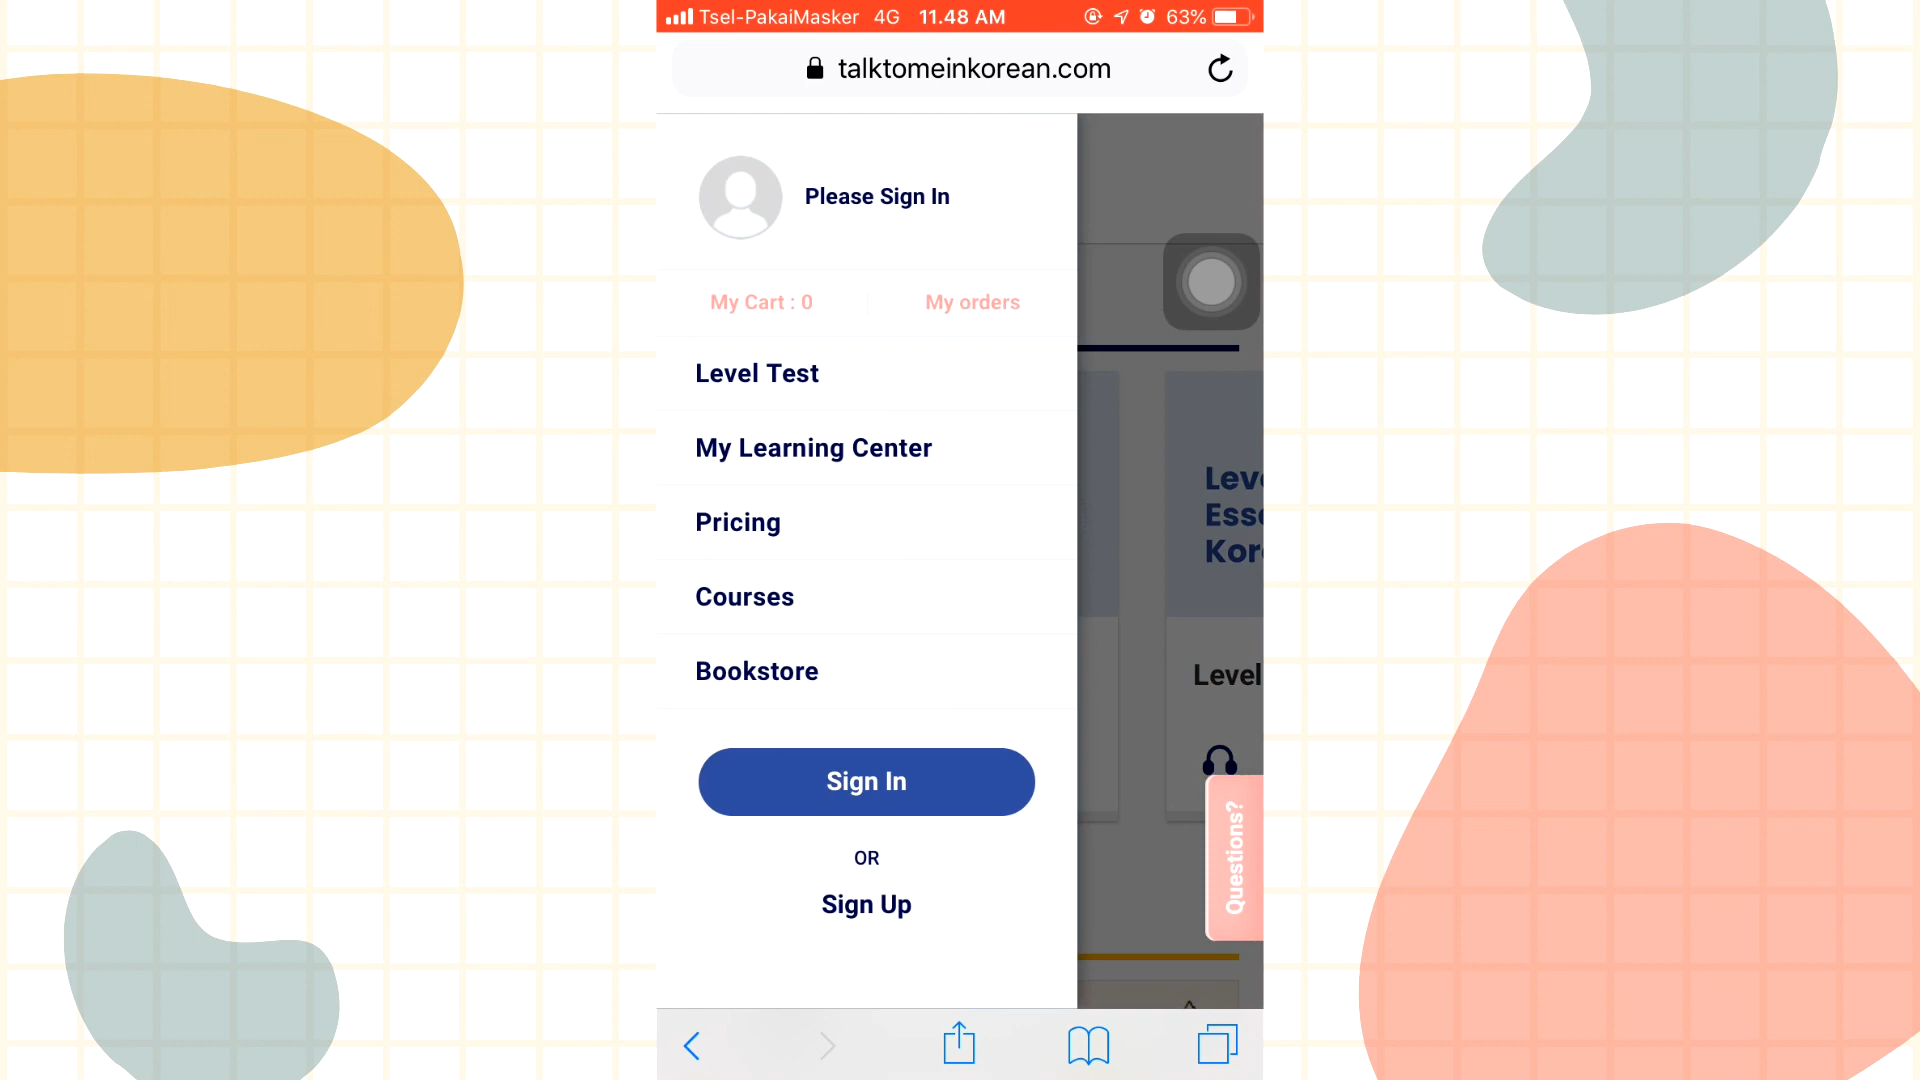 Tsel-PakaiMasker 4G 11.48 AM 63%
talktomeinkorean.com
Please Sign In
My Cart : 0 My orders
Level Test
My Learning Center
Pricing
Courses
Bookstore
Sign In
OR
Sign Up
Level
Questions?